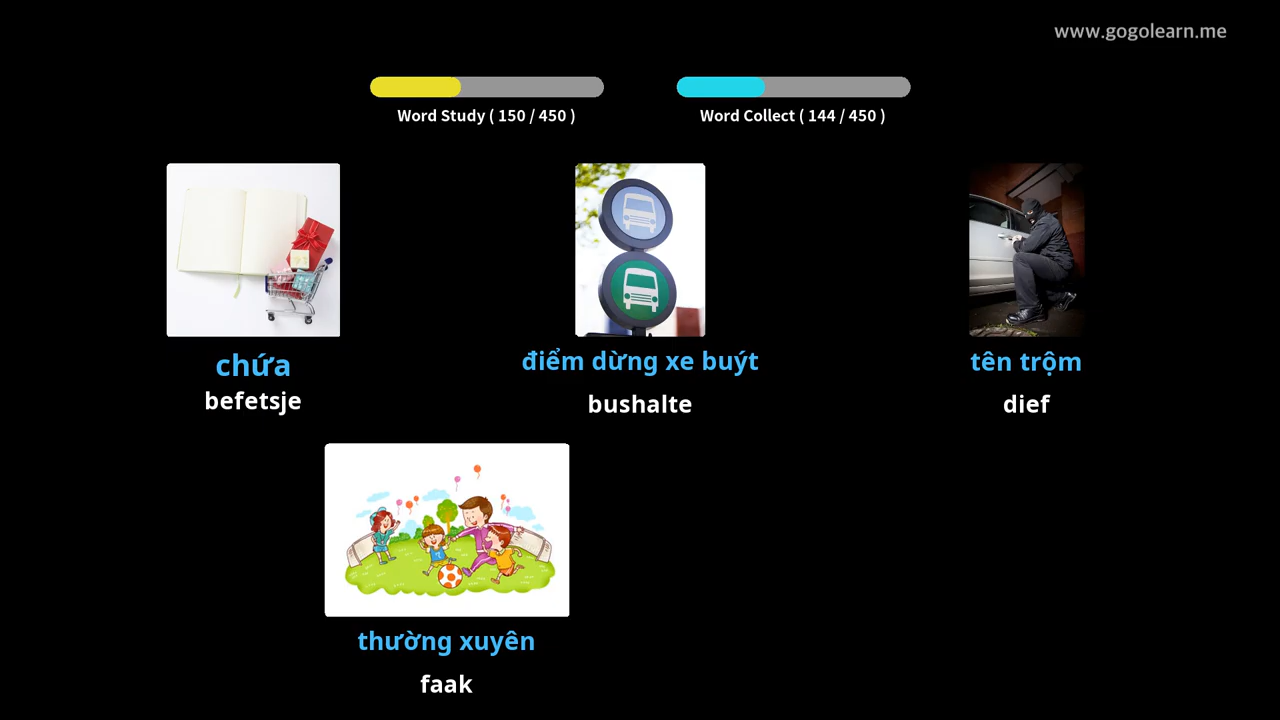 www.gogolearn.me
Word Study ( 150 / 450 )
Word Collect ( 144 / 450 )
chứa
befetsje
điểm dừng xe buýt
bushalte
tên trộm
dief
thường xuyên
faak